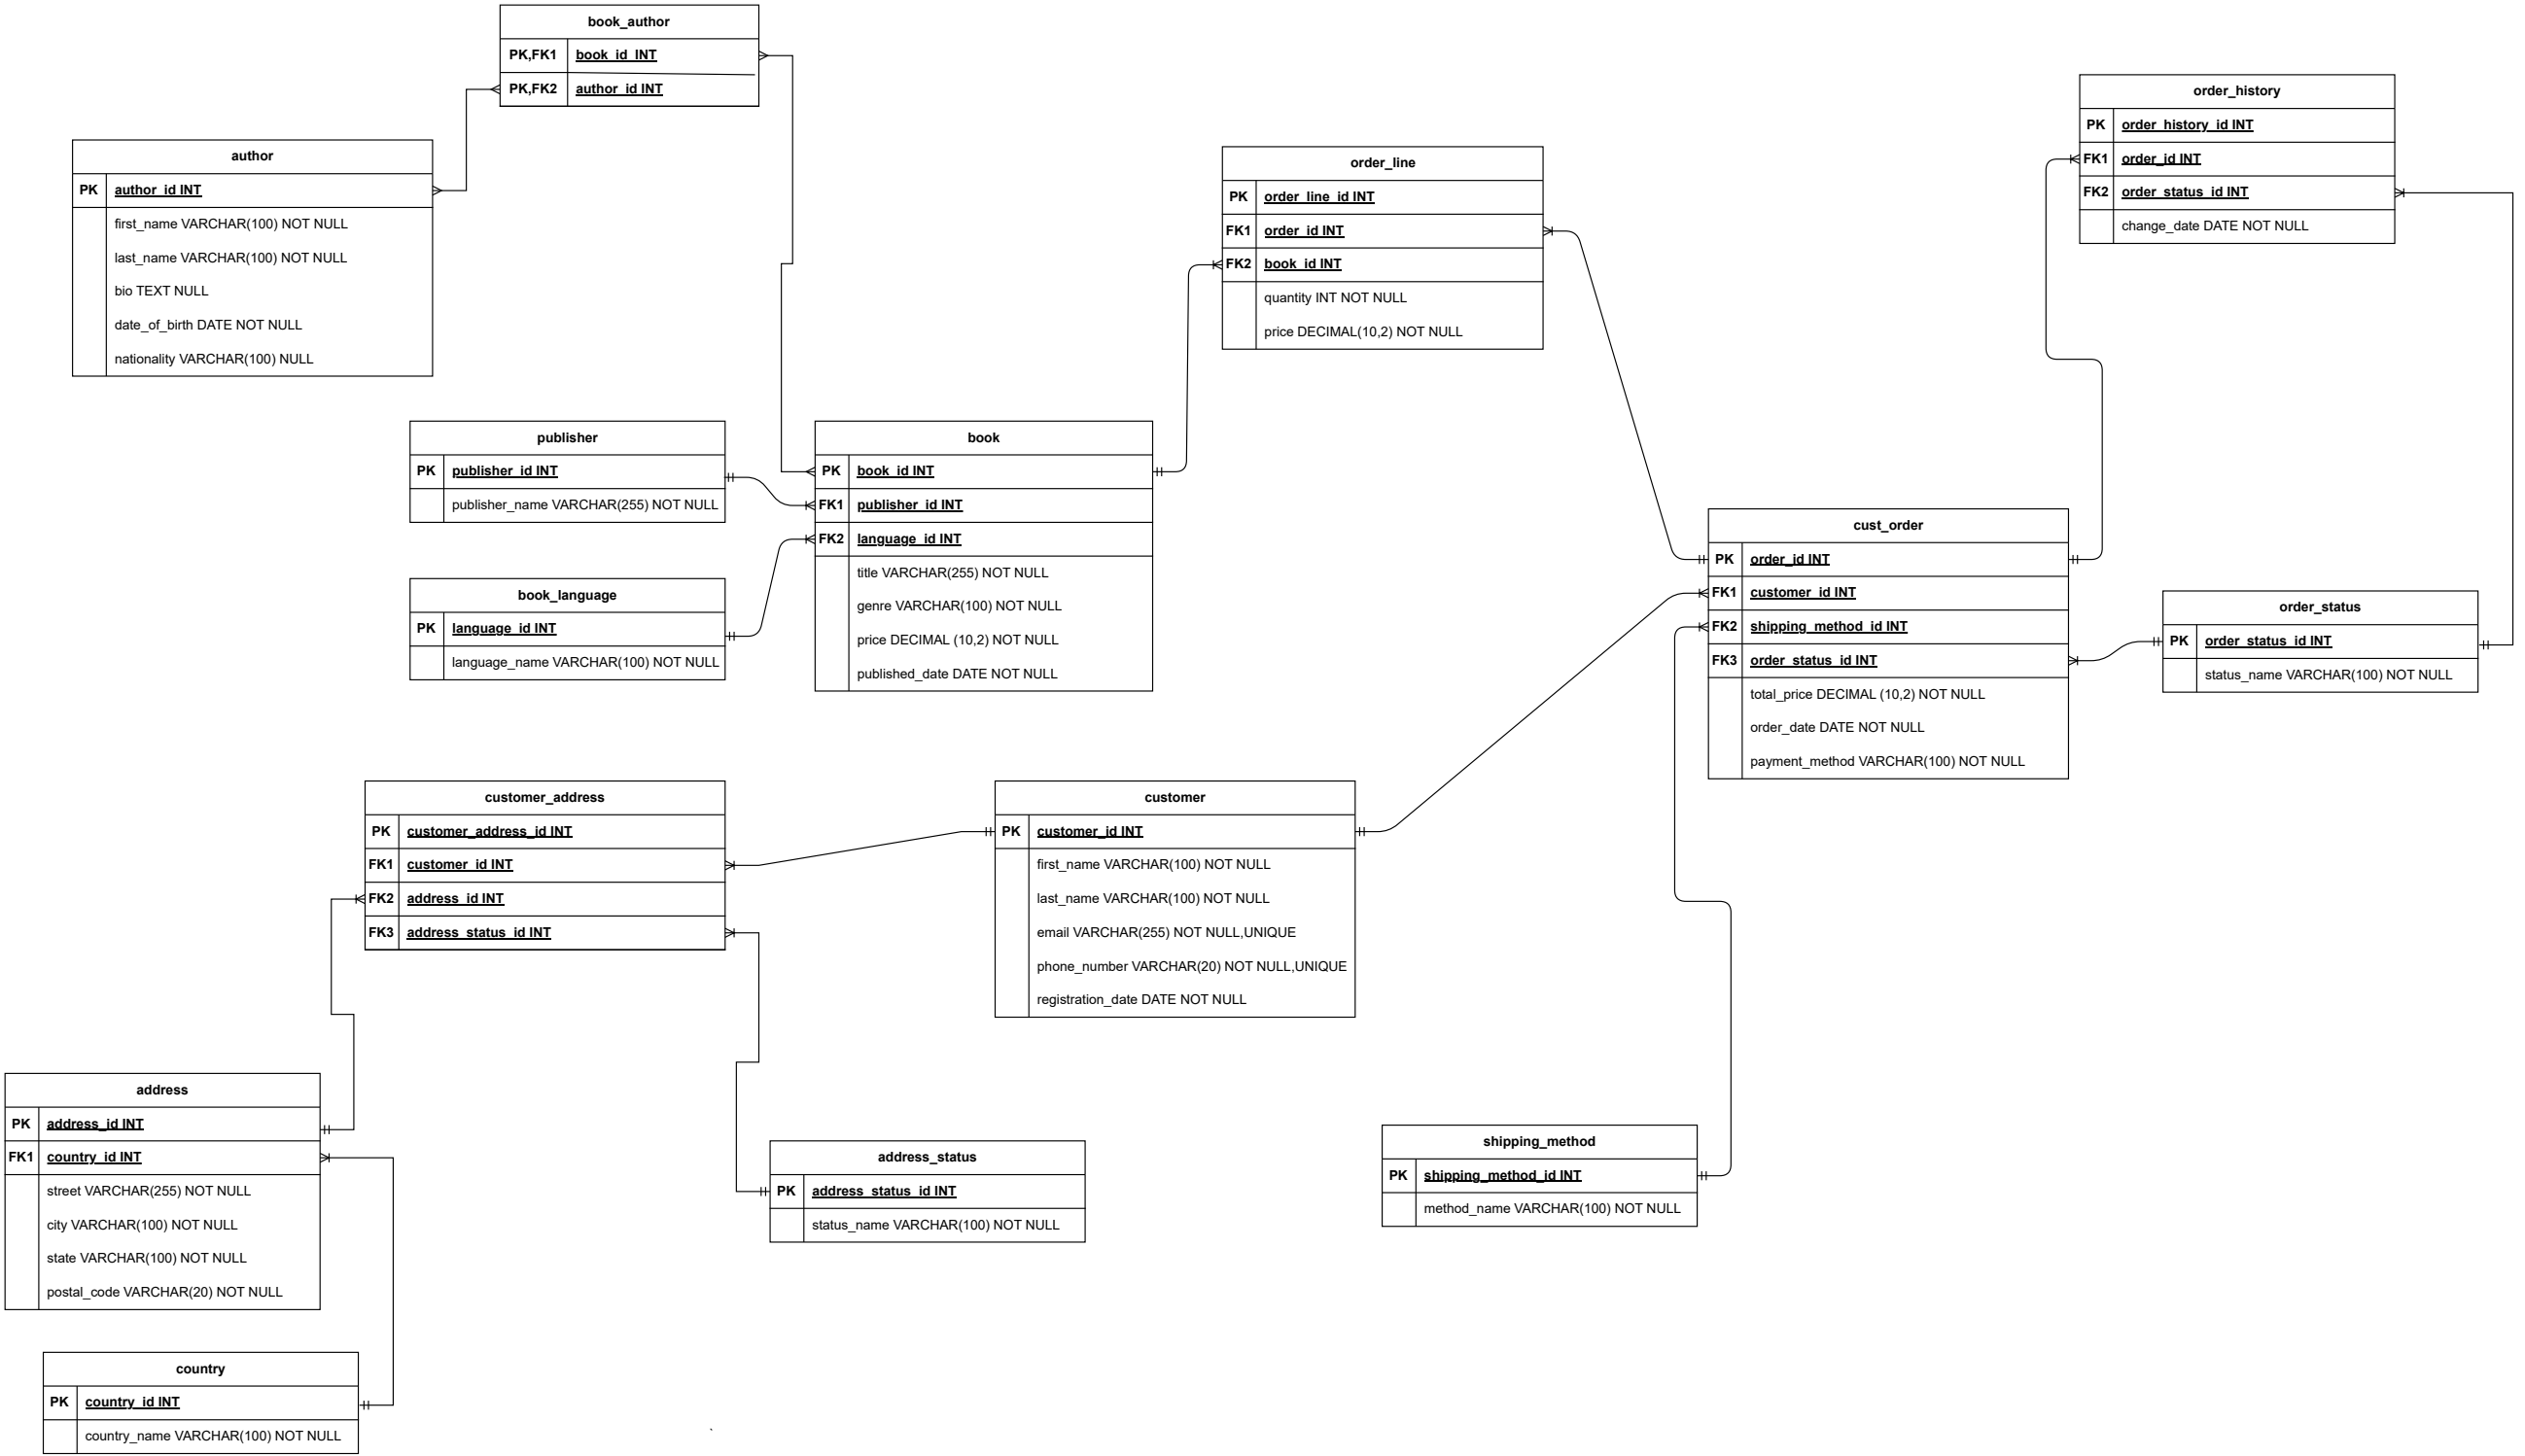 book_author
PK,FK1 book_id INT
PK,FK2 author_id INT
author
PK author_id INT
first_name VARCHAR(100) NOT NULL
last_name VARCHAR(100) NOT NULL
bio TEXT NULL
date_of_birth DATE NOT NULL
nationality VARCHAR(100) NULL
order_history
PK order_history_id INT
FK1 order_id INT
FK2 order_status_id INT
change_date DATE NOT NULL
order_line
PK order_line_id INT
FK1 order_id INT
FK2 book_id INT
quantity INT NOT NULL
price DECIMAL(10,2) NOT NULL
publisher
PK publisher_id INT
publisher_name VARCHAR(255) NOT NULL
book
PK book_id INT
FK1 publisher_id INT
FK2 language_id INT
title VARCHAR(255) NOT NULL
genre VARCHAR(100) NOT NULL
price DECIMAL (10,2) NOT NULL
published_date DATE NOT NULL
book_language
PK language_id INT
language_name VARCHAR(100) NOT NULL
cust_order
PK order_id INT
FK1 customer_id INT
FK2 shipping_method_id INT
FK3 order_status_id INT
total_price DECIMAL (10,2) NOT NULL
order_date DATE NOT NULL
payment_method VARCHAR(100) NOT NULL
order_status
PK order_status_id INT
status_name VARCHAR(100) NOT NULL
customer_address
PK customer_address_id INT
FK1 customer_id INT
FK2 address_id INT
FK3 address_status_id INT
customer
PK customer_id INT
first_name VARCHAR(100) NOT NULL
last_name VARCHAR(100) NOT NULL
email VARCHAR(255) NOT NULL,UNIQUE
phone_number VARCHAR(20) NOT NULL,UNIQUE
registration_date DATE NOT NULL
address
PK address_id INT
FK1 country_id INT
street VARCHAR(255) NOT NULL
city VARCHAR(100) NOT NULL
state VARCHAR(100) NOT NULL
postal_code VARCHAR(20) NOT NULL
address_status
PK address_status_id INT
status_name VARCHAR(100) NOT NULL
shipping_method
PK shipping_method_id INT
method_name VARCHAR(100) NOT NULL
country
PK country_id INT
country_name VARCHAR(100) NOT NULL